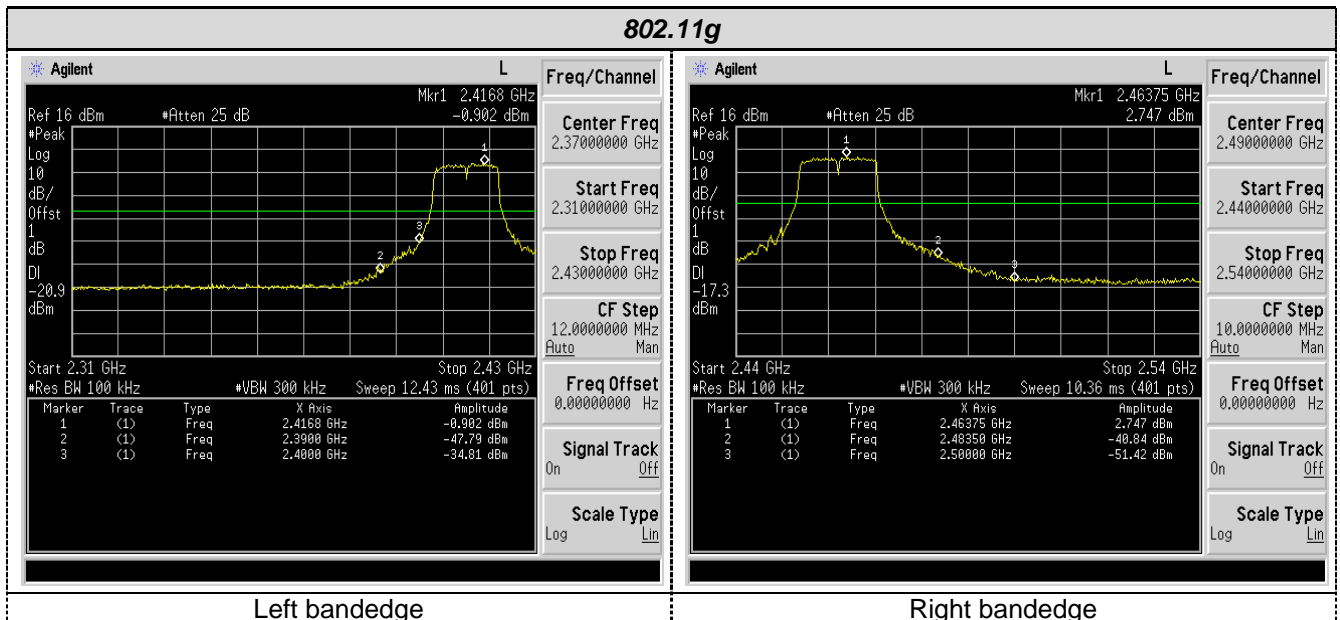 802.11g
Agilent L
Mkr1 2.4168 GHz
Ref 16 dBm #Atten 25 dB -0.902 dBm
#Peak
Log
10
dB/
Offst
1
dB
DI
-20.9
dBm
1
2
3
Start 2.31 GHz Stop 2.43 GHz
#Res BW 100 kHz #VBW 300 kHz Sweep 12.43 ms (401 pts)
Marker Trace Type X Axis Amplitude
1 (1) Freq 2.4168 GHz -0.902 dBm
2 (1) Freq 2.3900 GHz -47.79 dBm
3 (1) Freq 2.4000 GHz -34.81 dBm
Freq/Channel
Center Freq
2.37000000 GHz
Start Freq
2.31000000 GHz
Stop Freq
2.43000000 GHz
CF Step
12.0000000 MHz
Auto Man
Freq Offset
0.00000000 Hz
Signal Track
On Off
Scale Type
Log Lin
Left bandedge
Agilent L
Mkr1 2.46375 GHz
Ref 16 dBm #Atten 25 dB 2.747 dBm
#Peak
Log
10
dB/
Offst
1
dB
DI
-17.3
dBm
1
2
3
Start 2.44 GHz Stop 2.54 GHz
#Res BW 100 kHz #VBW 300 kHz Sweep 10.36 ms (401 pts)
Marker Trace Type X Axis Amplitude
1 (1) Freq 2.46375 GHz 2.747 dBm
2 (1) Freq 2.48350 GHz -40.84 dBm
3 (1) Freq 2.50000 GHz -51.42 dBm
Freq/Channel
Center Freq
2.49000000 GHz
Start Freq
2.44000000 GHz
Stop Freq
2.54000000 GHz
CF Step
10.0000000 MHz
Auto Man
Freq Offset
0.00000000 Hz
Signal Track
On Off
Scale Type
Log Lin
Right bandedge